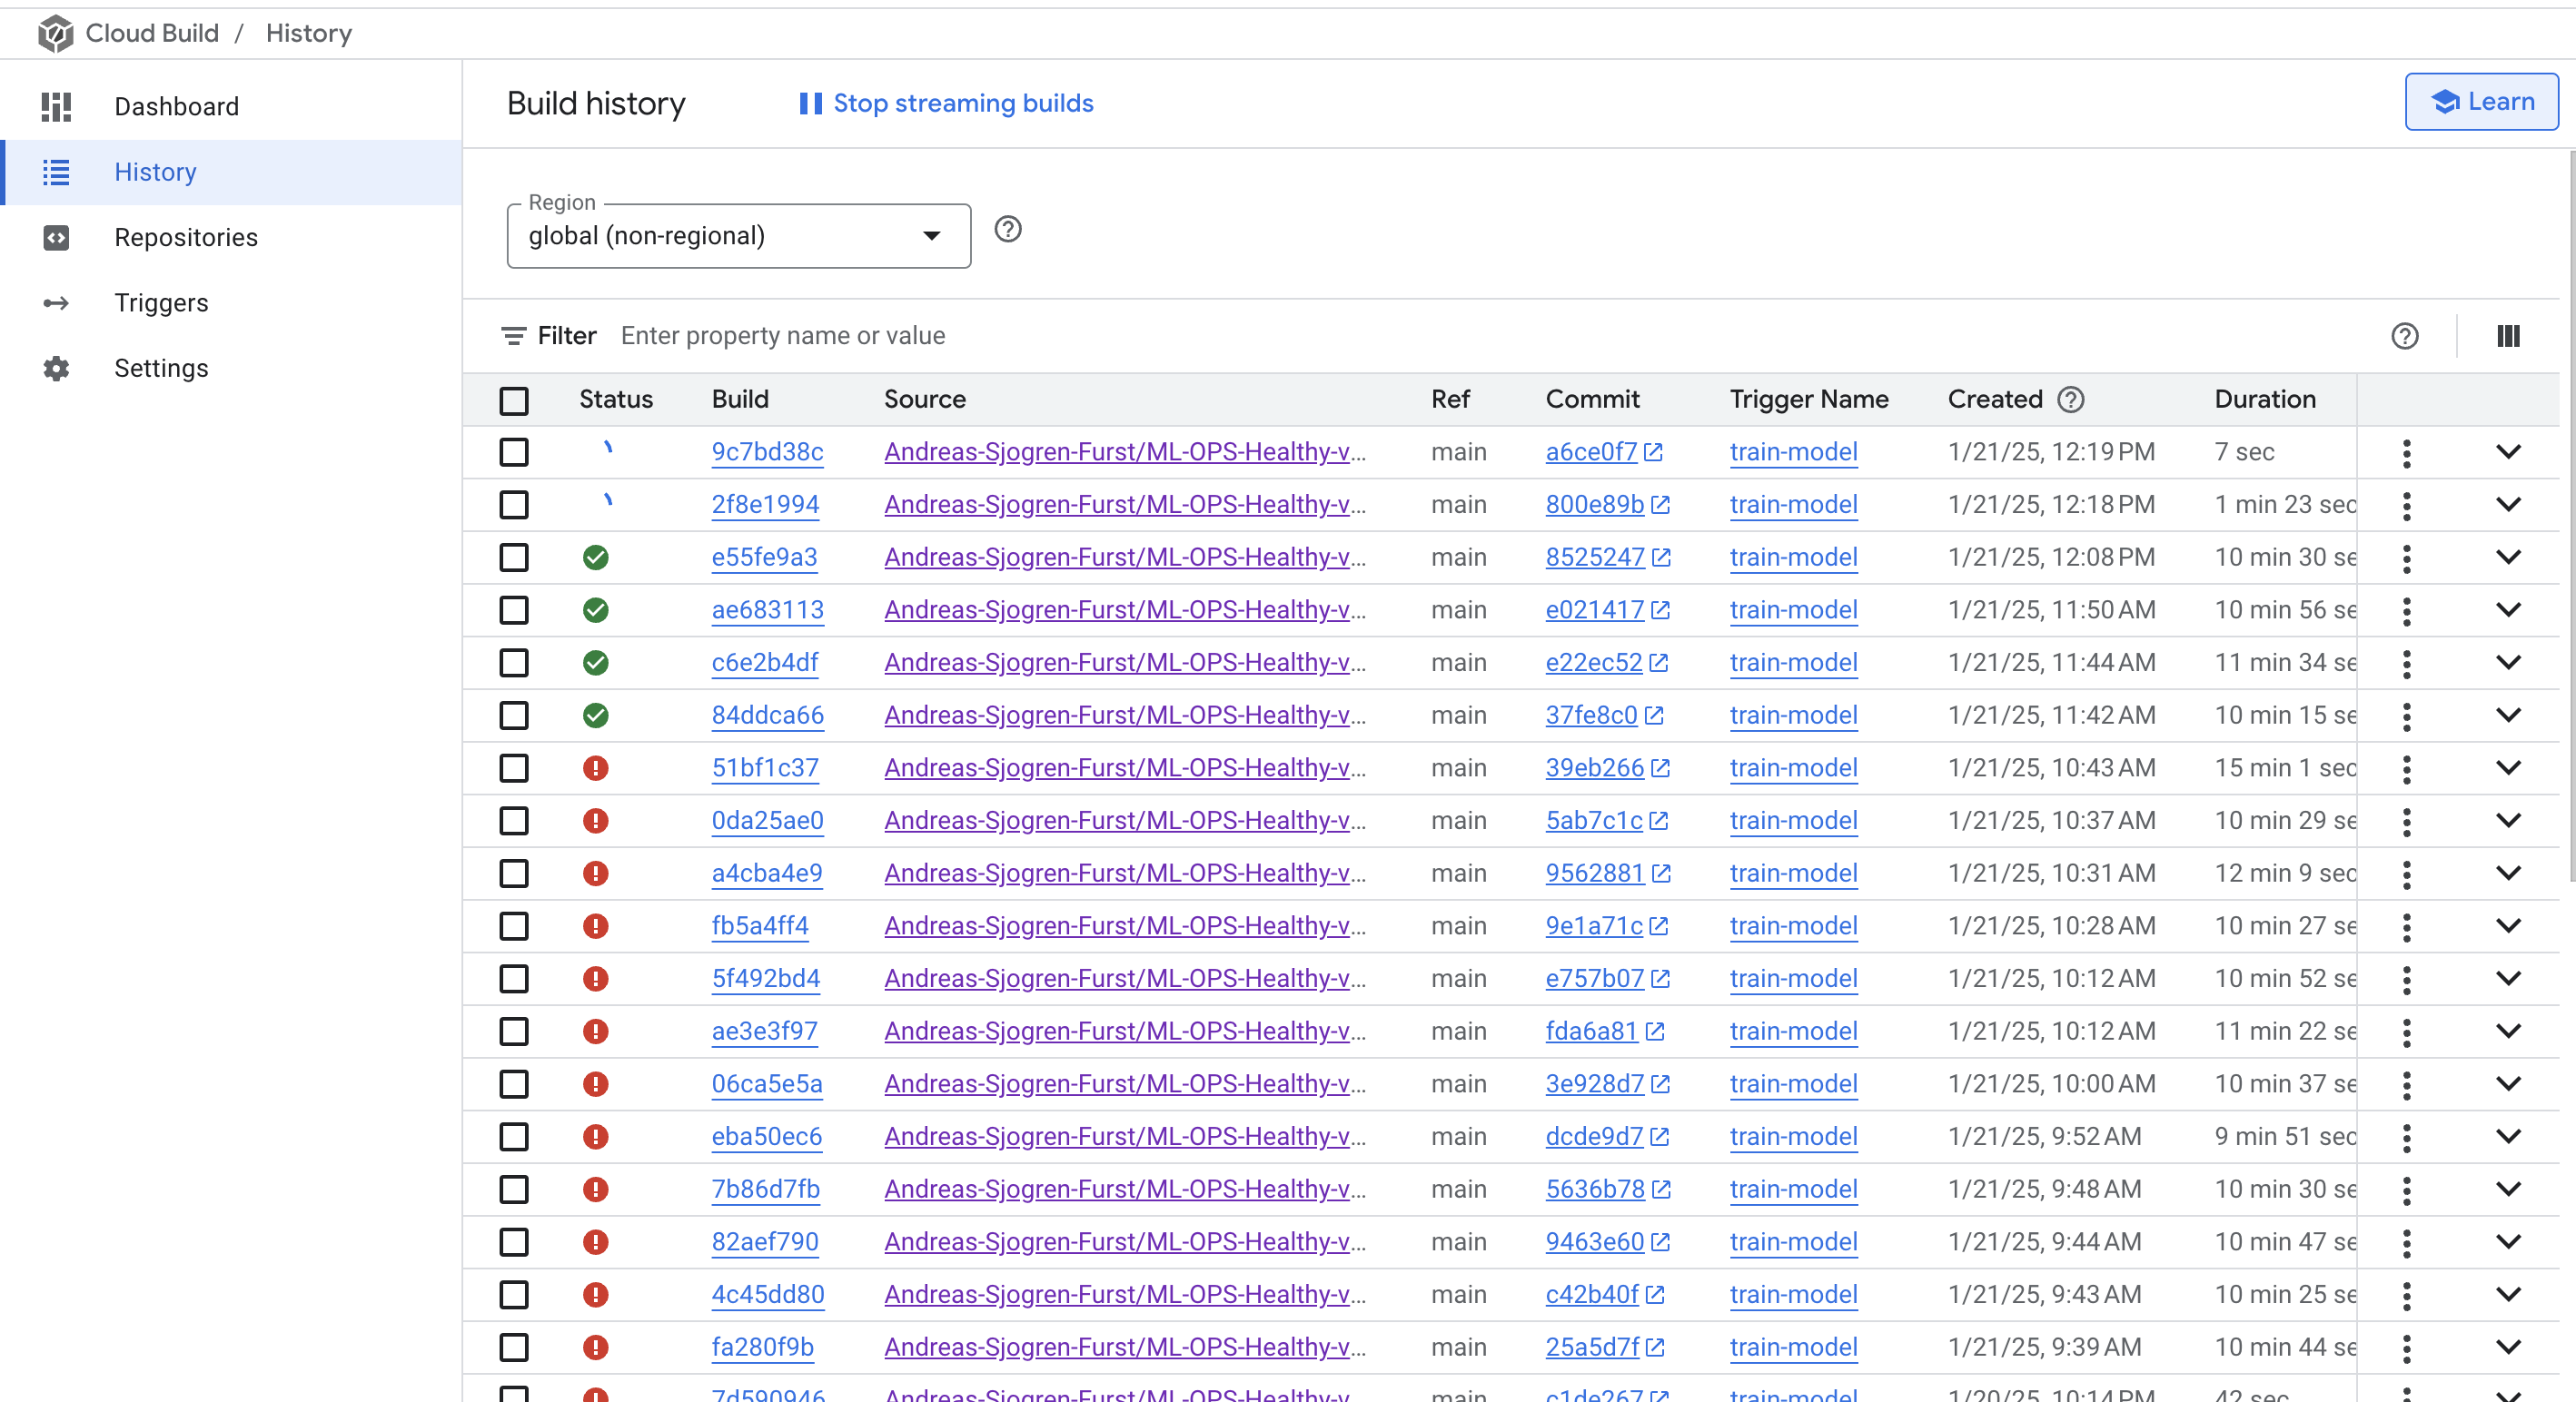 Cloud Build / History
Dashboard
History
Repositories
Triggers
Settings
Build history Stop streaming builds Learn
Region
global (non-regional)
Filter Enter property name or value
Status Build Source Ref Commit Trigger Name Created Duration
9c7bd38c Andreas-Sjogren-Furst/ML-OPS-Healthy-v... main a6ce0f7 train-model 1/21/25, 12:19 PM 7 sec
2f8e1994 Andreas-Sjogren-Furst/ML-OPS-Healthy-v... main 800e89b train-model 1/21/25, 12:18 PM 1 min 23 sec
e55fe9a3 Andreas-Sjogren-Furst/ML-OPS-Healthy-v... main 8525247 train-model 1/21/25, 12:08 PM 10 min 30 se
ae683113 Andreas-Sjogren-Furst/ML-OPS-Healthy-v... main e021417 train-model 1/21/25, 11:50 AM 10 min 56 se
c6e2b4df Andreas-Sjogren-Furst/ML-OPS-Healthy-v... main e22ec52 train-model 1/21/25, 11:44 AM 11 min 34 se
84ddca66 Andreas-Sjogren-Furst/ML-OPS-Healthy-v... main 37fe8c0 train-model 1/21/25, 11:42 AM 10 min 15 se
51bf1c37 Andreas-Sjogren-Furst/ML-OPS-Healthy-v... main 39eb266 train-model 1/21/25, 10:43 AM 15 min 1 sec
0da25ae0 Andreas-Sjogren-Furst/ML-OPS-Healthy-v... main 5ab7c1c train-model 1/21/25, 10:37 AM 10 min 29 se
a4cba4e9 Andreas-Sjogren-Furst/ML-OPS-Healthy-v... main 9562881 train-model 1/21/25, 10:31 AM 12 min 9 sec
fb5a4ff4 Andreas-Sjogren-Furst/ML-OPS-Healthy-v... main 9e1a71c train-model 1/21/25, 10:28 AM 10 min 27 se
5f492bd4 Andreas-Sjogren-Furst/ML-OPS-Healthy-v... main e757b07 train-model 1/21/25, 10:12 AM 10 min 52 se
ae3e3f97 Andreas-Sjogren-Furst/ML-OPS-Healthy-v... main fda6a81 train-model 1/21/25, 10:12 AM 11 min 22 se
06ca5e5a Andreas-Sjogren-Furst/ML-OPS-Healthy-v... main 3e928d7 train-model 1/21/25, 10:00 AM 10 min 37 se
eba50ec6 Andreas-Sjogren-Furst/ML-OPS-Healthy-v... main dcde9d7 train-model 1/21/25, 9:52 AM 9 min 51 sec
7b86d7fb Andreas-Sjogren-Furst/ML-OPS-Healthy-v... main 5636b78 train-model 1/21/25, 9:48 AM 10 min 30 se
82aef790 Andreas-Sjogren-Furst/ML-OPS-Healthy-v... main 9463e60 train-model 1/21/25, 9:44 AM 10 min 47 se
4c45dd80 Andreas-Sjogren-Furst/ML-OPS-Healthy-v... main c42b40f train-model 1/21/25, 9:43 AM 10 min 25 se
fa280f9b Andreas-Sjogren-Furst/ML-OPS-Healthy-v... main 25a5d7f train-model 1/21/25, 9:39 AM 10 min 44 se
7d590946 Andreas-Sjogren-Furst/ML-OPS-Healthy-v... main c1de267 train-model 1/20/25, 10:14 PM 42 sec